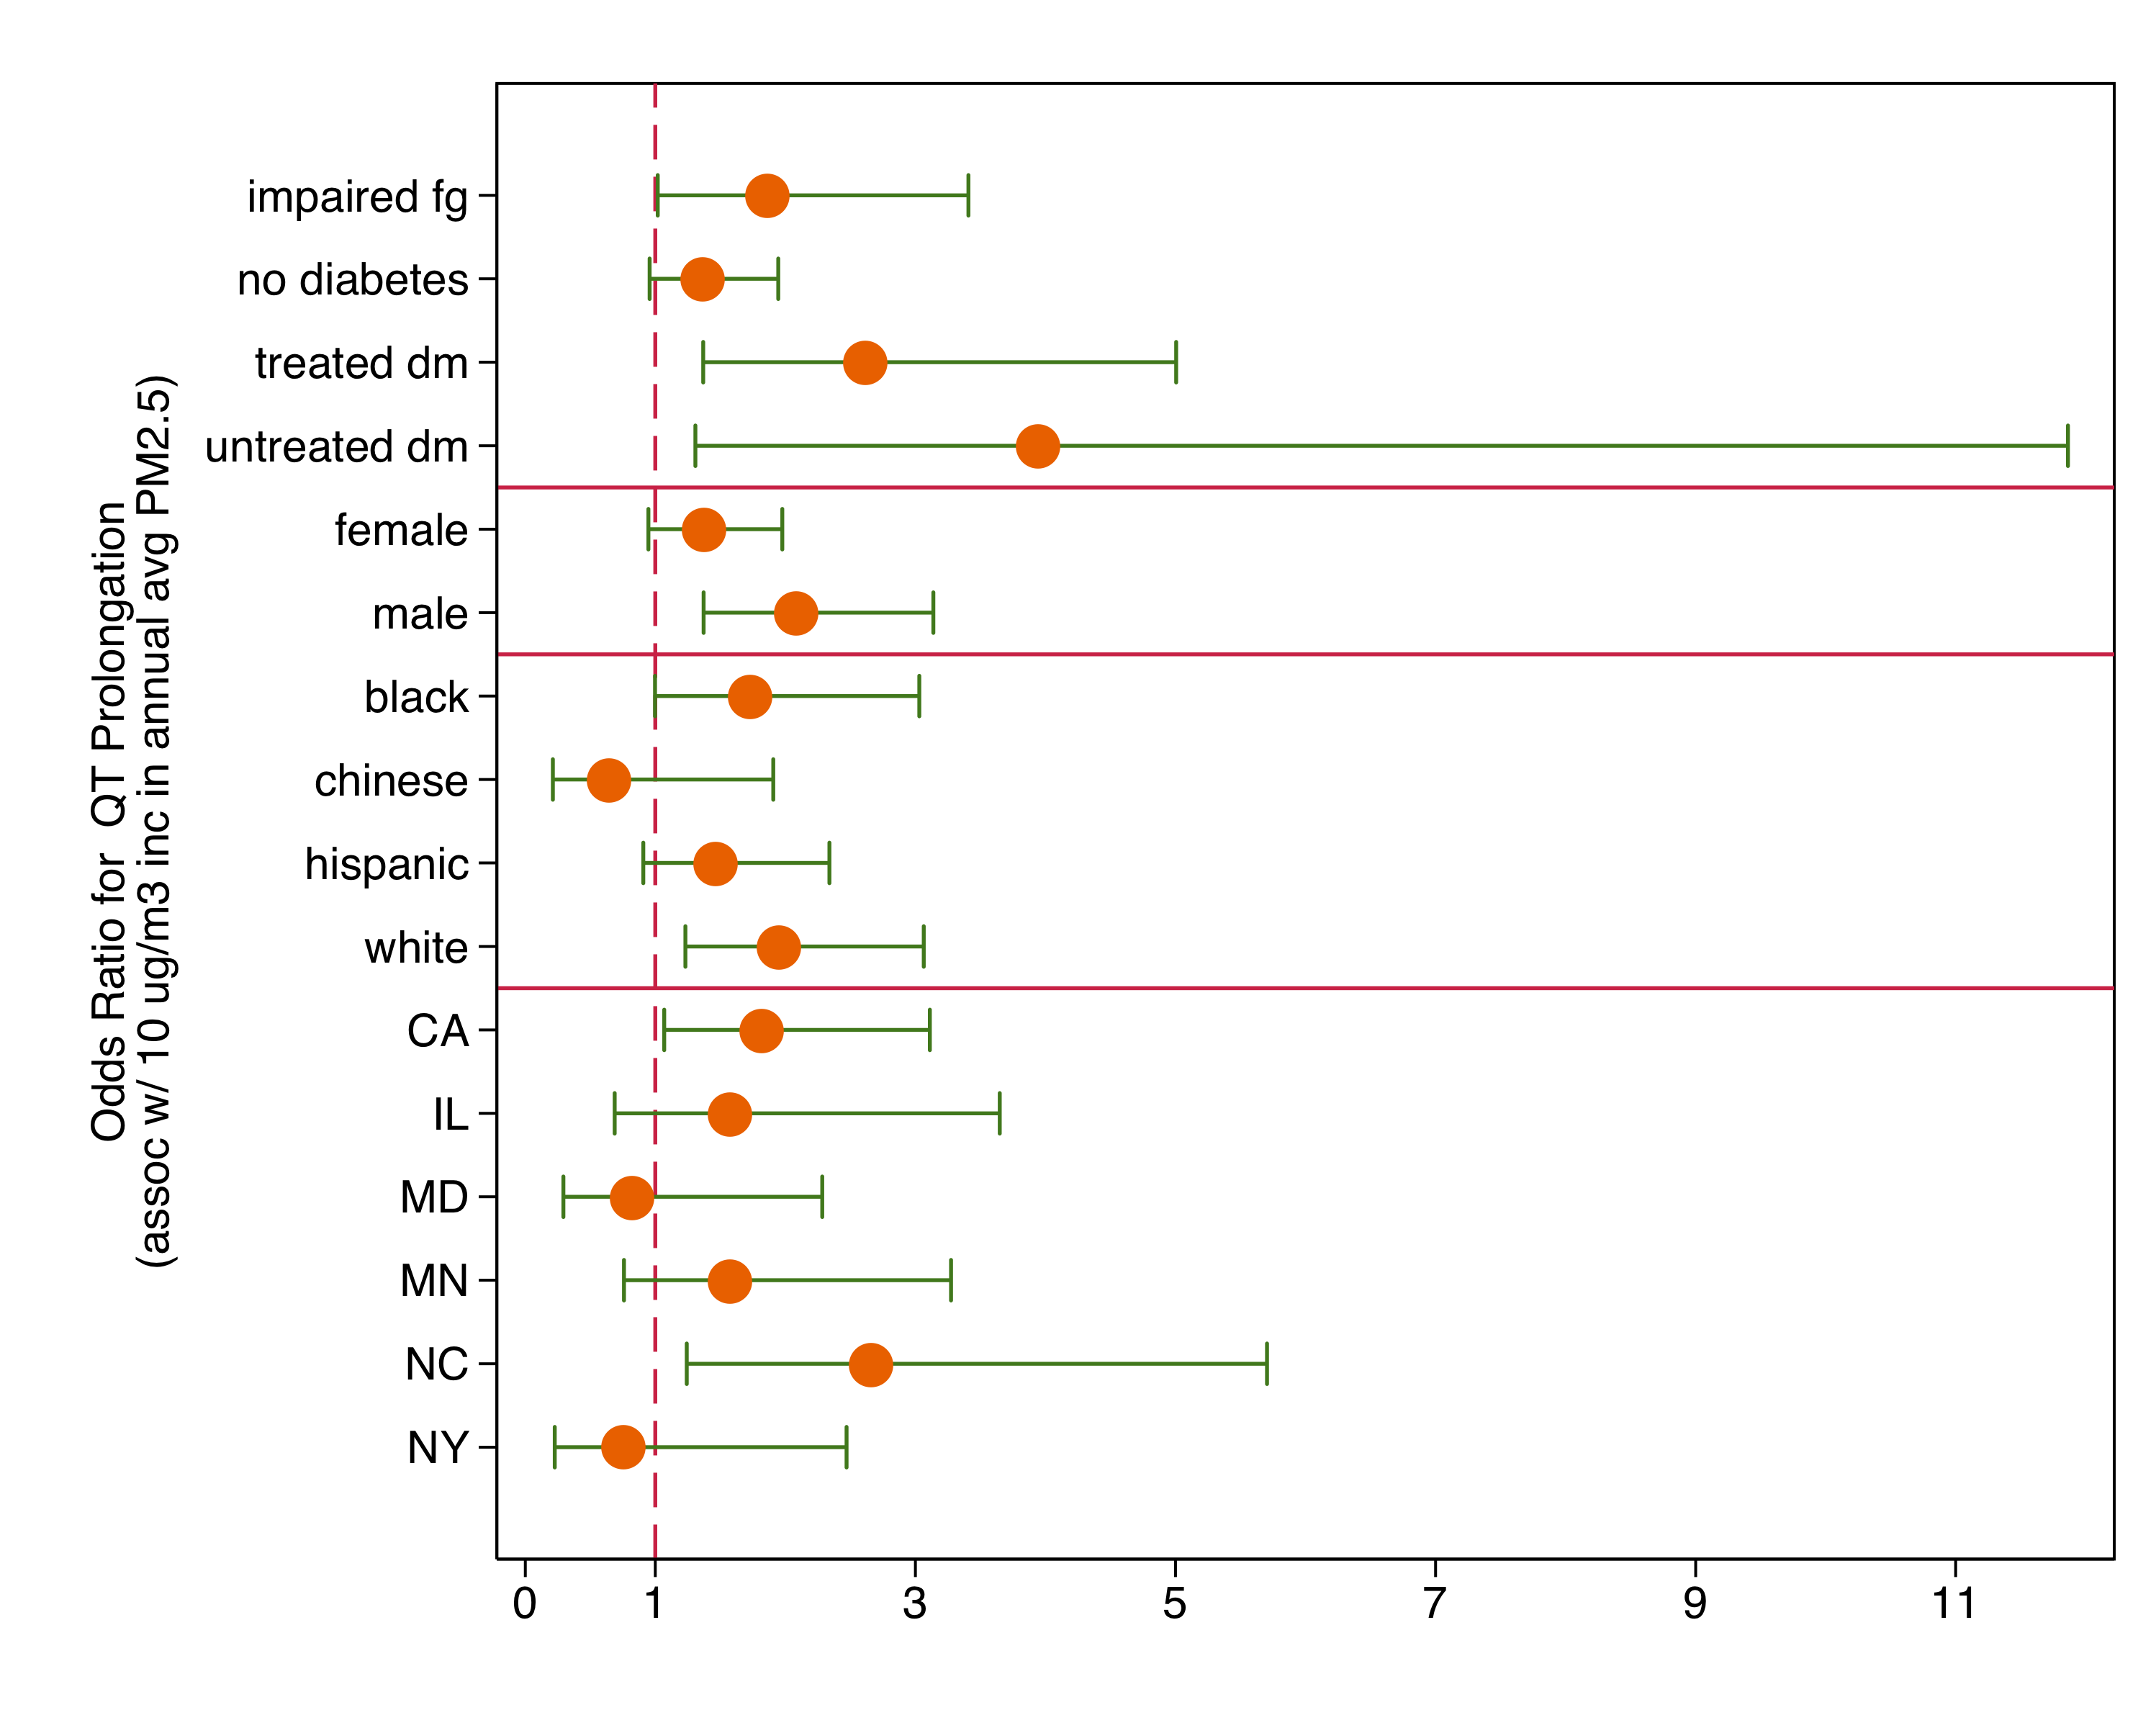 Odds Ratio for  QT Prolongation
(assoc w/ 10 ug/m3 inc in annual avg PM2.5)
impaired fg
no diabetes
treated dm
untreated dm
female
male
black
chinese
hispanic
white
CA
IL
MD
MN
NC
NY
0 1 3 5 7 9 11